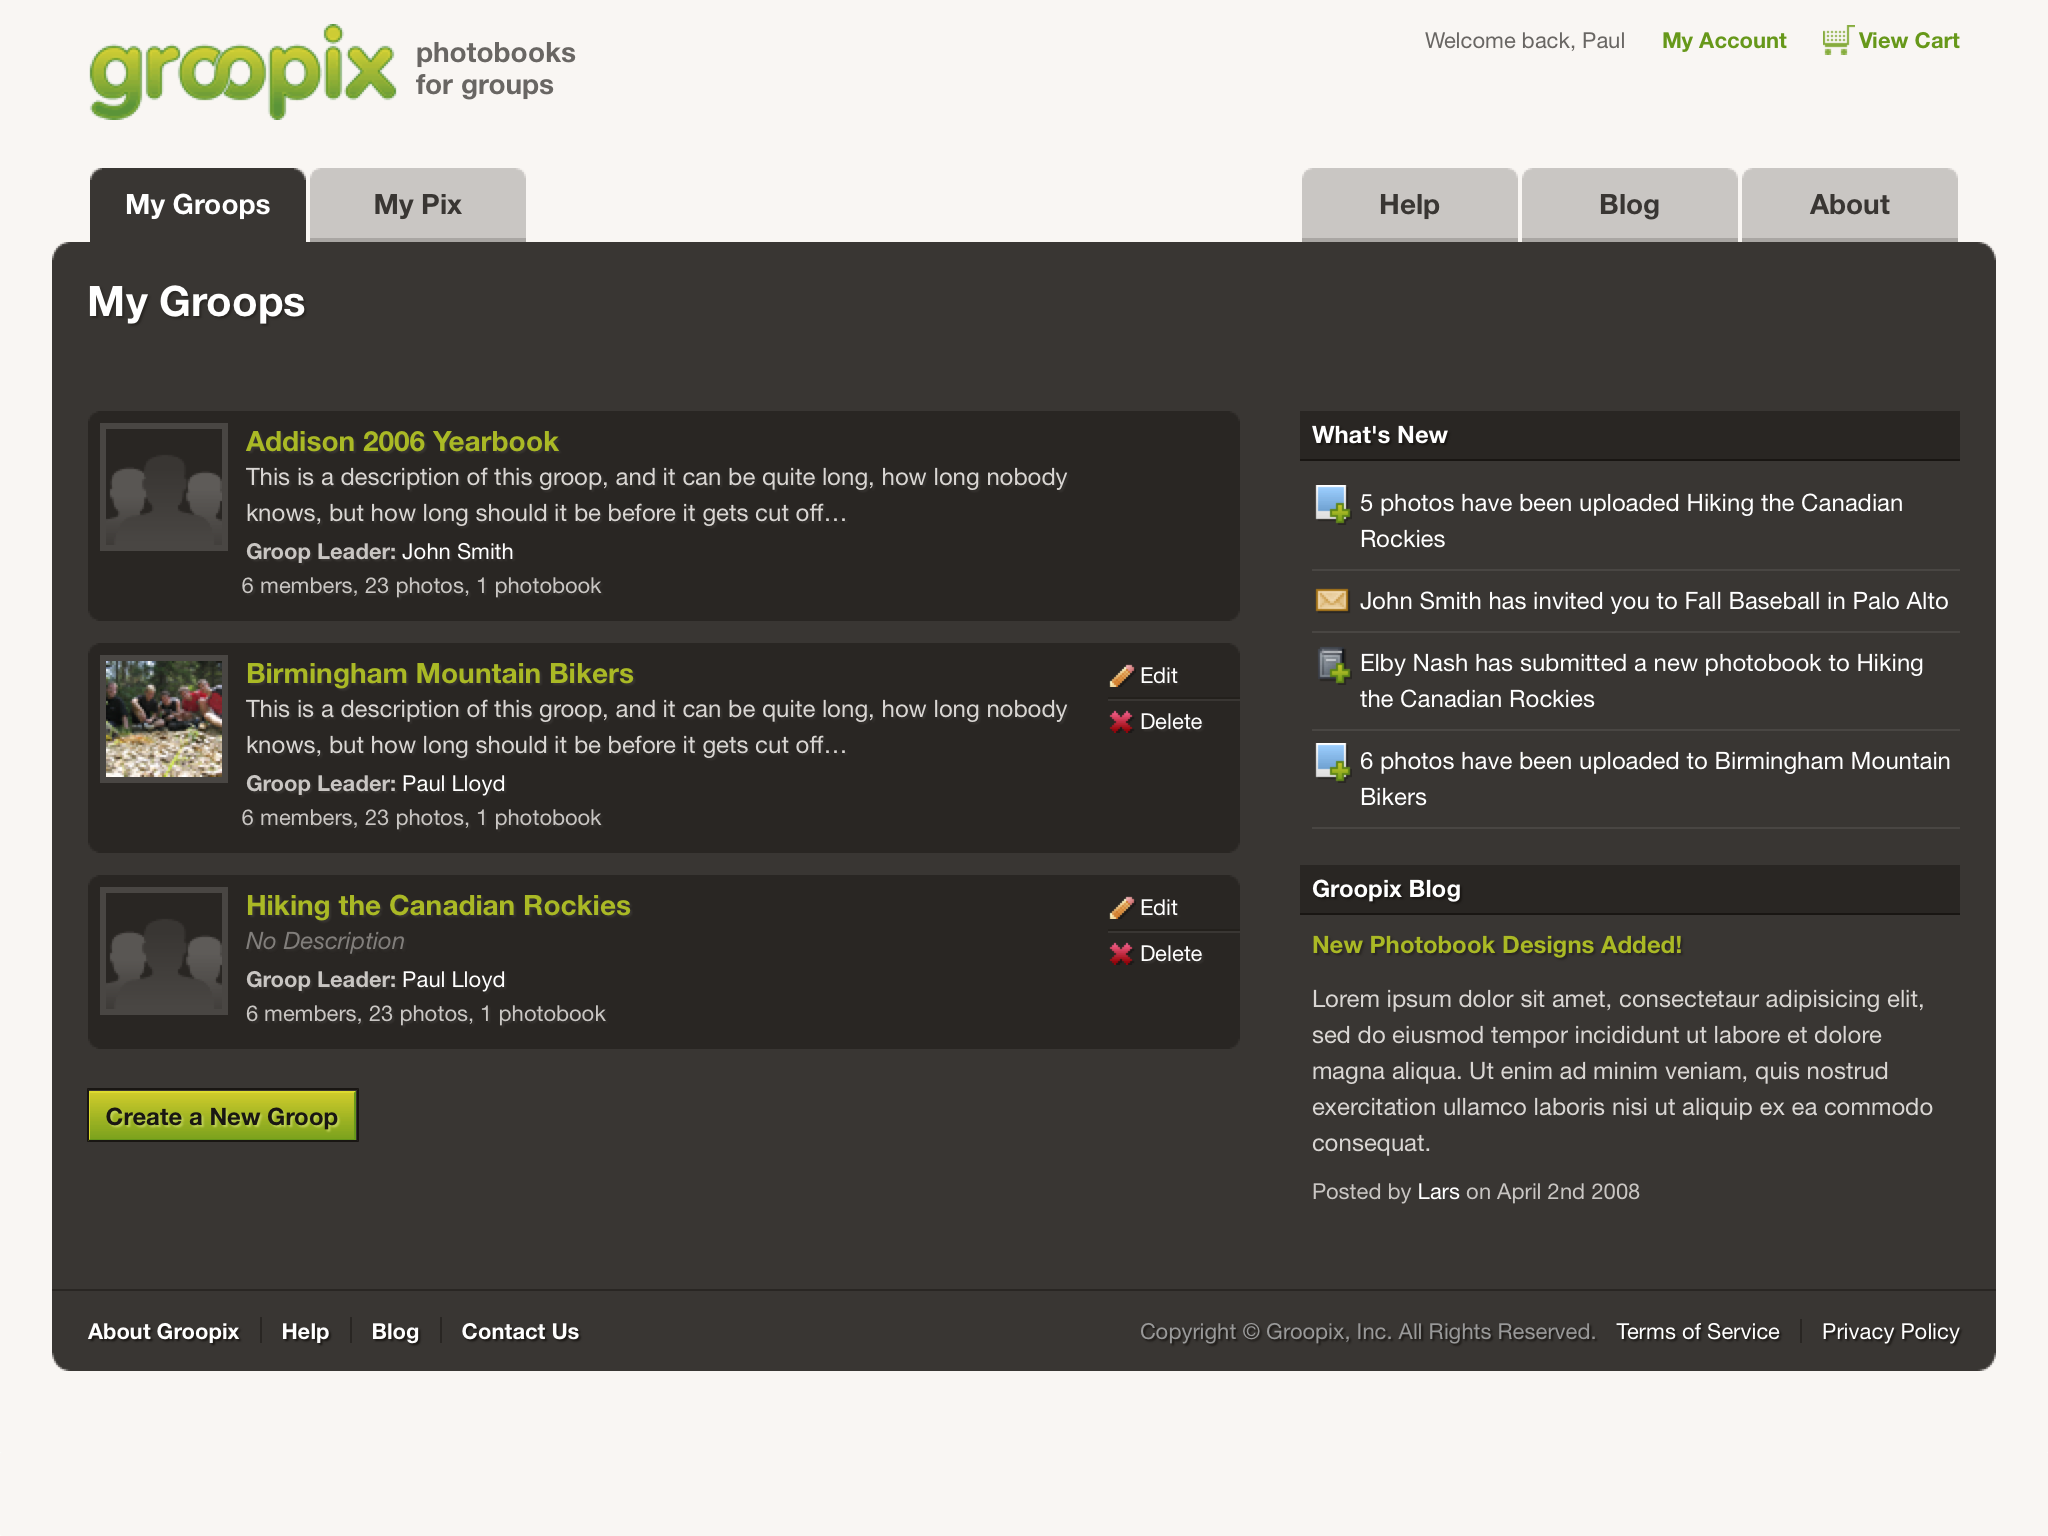 groopix
photobooks
for groups
Welcome back, Paul
My Account
View Cart
My Groops
My Pix
Help
Blog
About
My Groops
Addison 2006 Yearbook
This is a description of this groop, and it can be quite long, how long nobody
knows, but how long should it be before it gets cut off…
Groop Leader: John Smith
6 members, 23 photos, 1 photobook
Birmingham Mountain Bikers
This is a description of this groop, and it can be quite long, how long nobody
knows, but how long should it be before it gets cut off…
Groop Leader: Paul Lloyd
6 members, 23 photos, 1 photobook
Edit
Delete
Hiking the Canadian Rockies
No Description
Groop Leader: Paul Lloyd
6 members, 23 photos, 1 photobook
Edit
Delete
Create a New Groop
What's New
5 photos have been uploaded Hiking the Canadian
Rockies
John Smith has invited you to Fall Baseball in Palo Alto
Elby Nash has submitted a new photobook to Hiking
the Canadian Rockies
6 photos have been uploaded to Birmingham Mountain
Bikers
Groopix Blog
New Photobook Designs Added!
Lorem ipsum dolor sit amet, consectetaur adipisicing elit,
sed do eiusmod tempor incididunt ut labore et dolore
magna aliqua. Ut enim ad minim veniam, quis nostrud
exercitation ullamco laboris nisi ut aliquip ex ea commodo
consequat.
Posted by Lars on April 2nd 2008
About Groopix
Help
Blog
Contact Us
Copyright © Groopix, Inc. All Rights Reserved.
Terms of Service
Privacy Policy